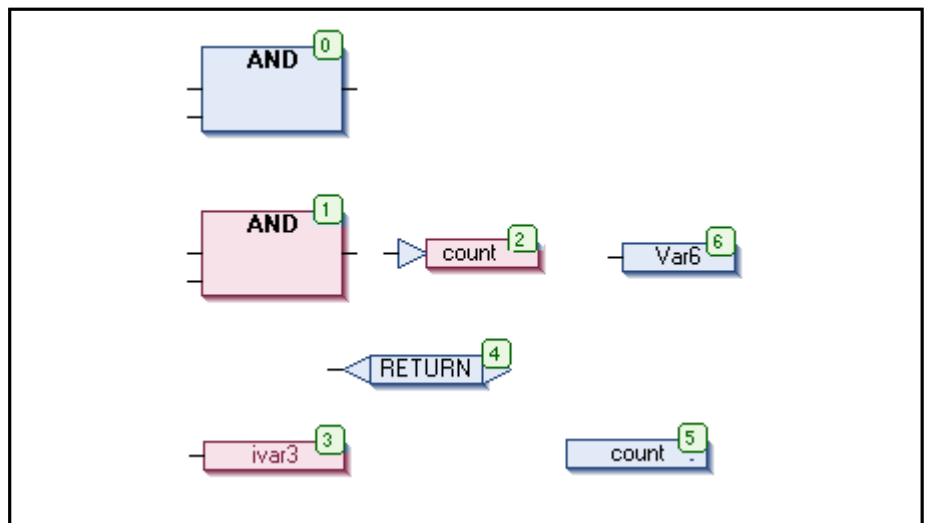 0
AND
1
AND
2
count
6
Var6
4
RETURN
3
ivar3
5
count